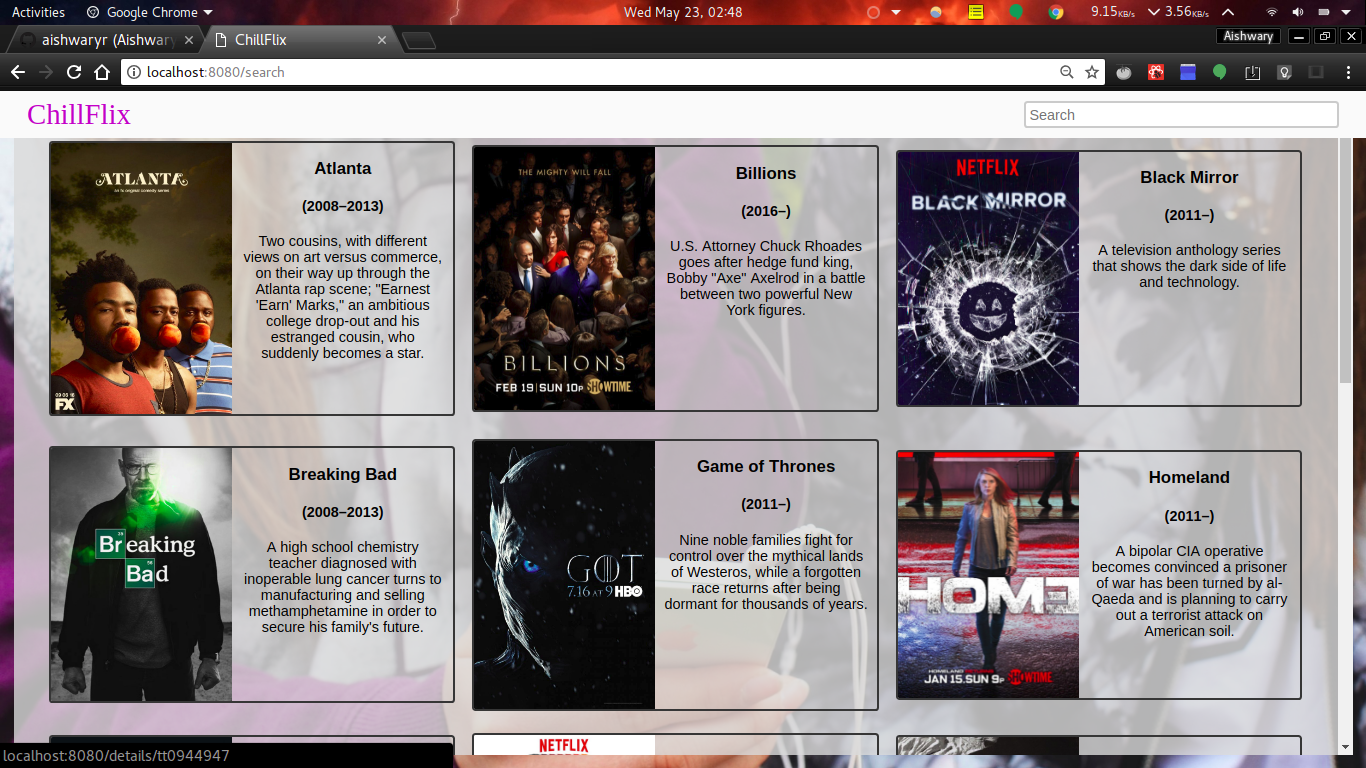 Activities Google Chrome Wed May 23, 02:48 9.15KB/s 3.56KB/s
aishwaryr (Aishwary ChillFlix Aishwary
localhost:8080/search
ChillFlix Search
ATLANTA
an fx original comedy series
09 06 16
FX
Atlanta
(2008–2013)
Two cousins, with different
views on art versus commerce,
on their way up through the
Atlanta rap scene; "Earnest
'Earn' Marks," an ambitious
college drop-out and his
estranged cousin, who
suddenly becomes a star.
THE MIGHTY WILL FALL
BILLIONS
FEB 19 | SUN 10P SHOWTIME
Billions
(2016–)
U.S. Attorney Chuck Rhoades
goes after hedge fund king,
Bobby "Axe" Axelrod in a battle
between two powerful New
York figures.
NETFLIX
BLACK MIRROR
Black Mirror
(2011–)
A television anthology series
that shows the dark side of life
and technology.
Breaking
Bad
Breaking Bad
(2008–2013)
A high school chemistry
teacher diagnosed with
inoperable lung cancer turns to
manufacturing and selling
methamphetamine in order to
secure his family's future.
GOT
7.16 AT 9 HBO
Game of Thrones
(2011–)
Nine noble families fight for
control over the mythical lands
of Westeros, while a forgotten
race returns after being
dormant for thousands of years.
HOME
HOMELAND
JAN 15.SUN 9P SHOWTIME
Homeland
(2011–)
A bipolar CIA operative
becomes convinced a prisoner
of war has been turned by al-
Qaeda and is planning to carry
out a terrorist attack on
American soil.
NETFLIX
localhost:8080/details/tt0944947